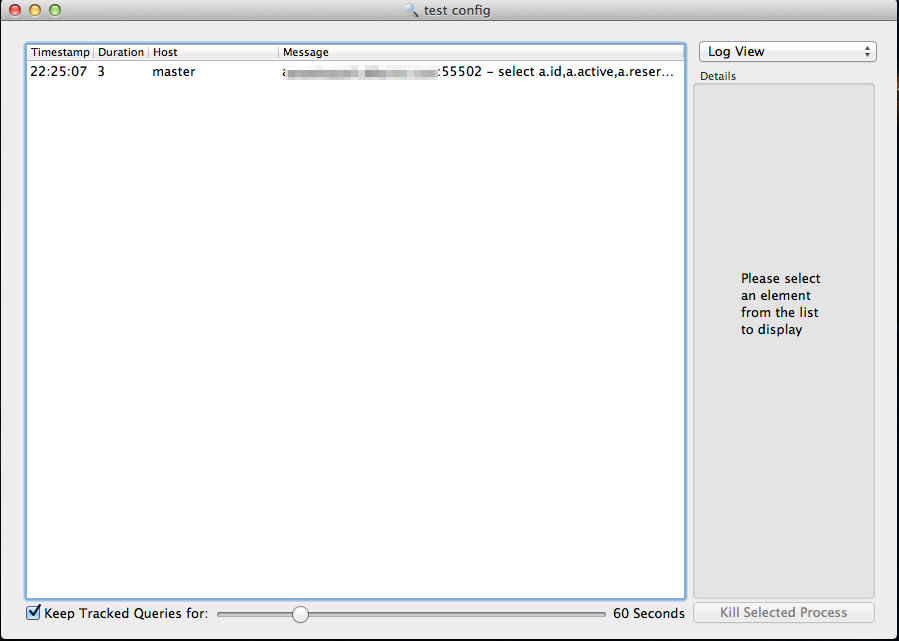 test config
Timestamp Duration Host Message
22:25:07 3 master :55502 – select a.id,a.active,a.reser...
Log View
Details
Please select
an element
from the list
to display
Keep Tracked Queries for: 60 Seconds
Kill Selected Process